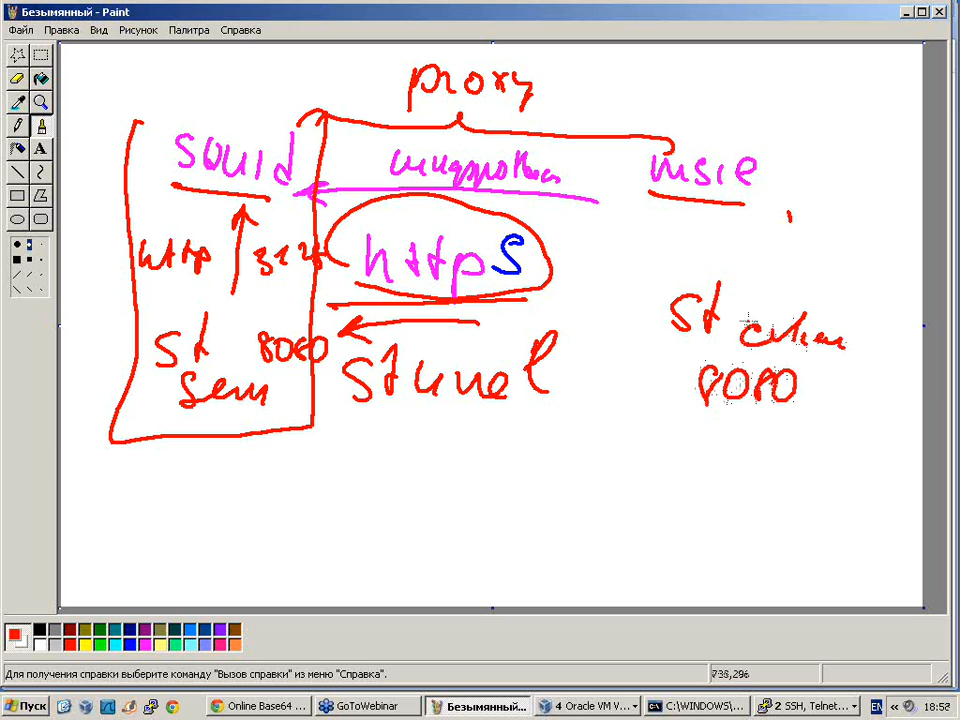 Безымянный - Paint
Файл Правка Вид Рисунок Палитра Справка
proxy
squid
msie
http
3128
httpS
st
8080
stunnel
serv
st
клиент
8080
Для получения справки выберите команду "Вызов справки" из меню "Справка".
738,296
Пуск
Online Base64 ...
GoToWebinar
Безымянный...
4 Oracle VM V...
C:\WINDOWS...
2 SSH, Telnet...
EN
18:58